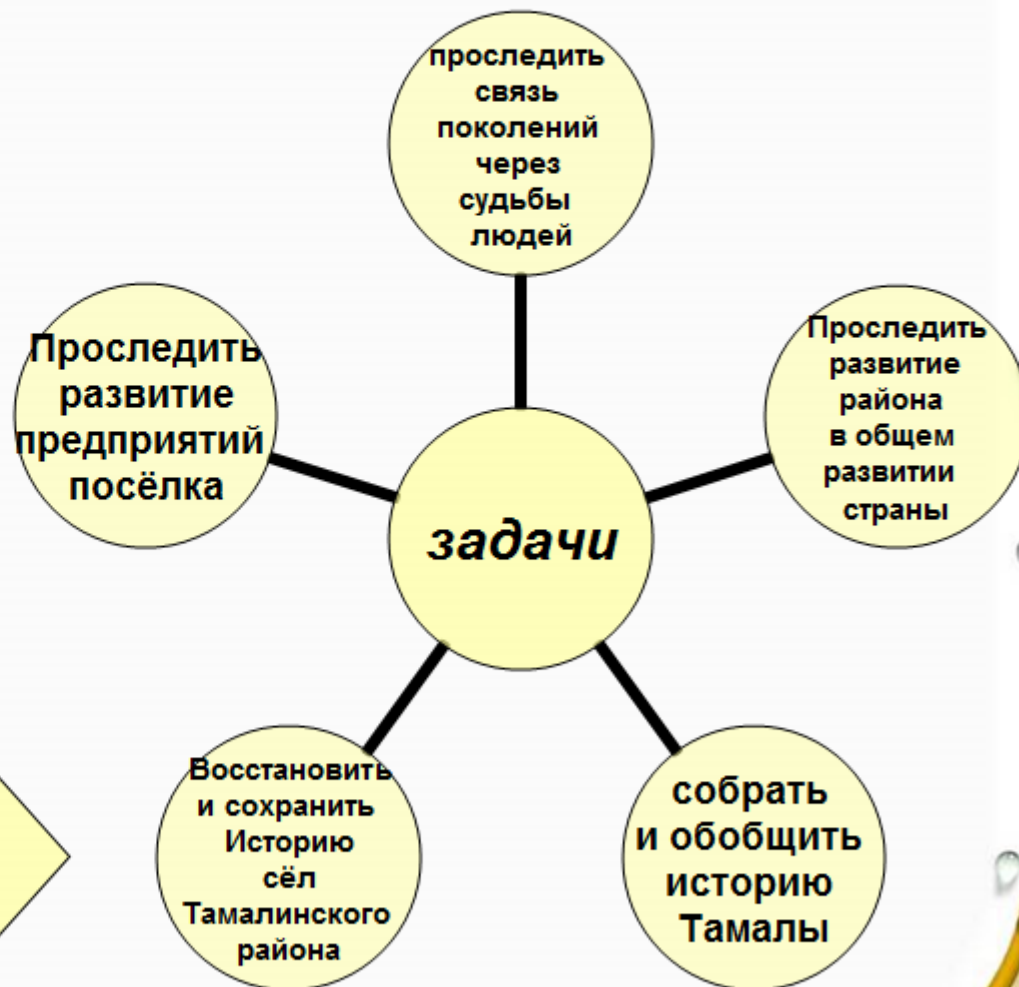 проследить
связь
поколений
через
судьбы
людей
Проследить
развитие
предприятий
посёлка
Проследить
развитие
района
в общем
развитии
страны
задачи
Восстановить
и сохранить
Историю
сёл
Тамалинского
района
собрать
и обобщить
историю
Тамалы